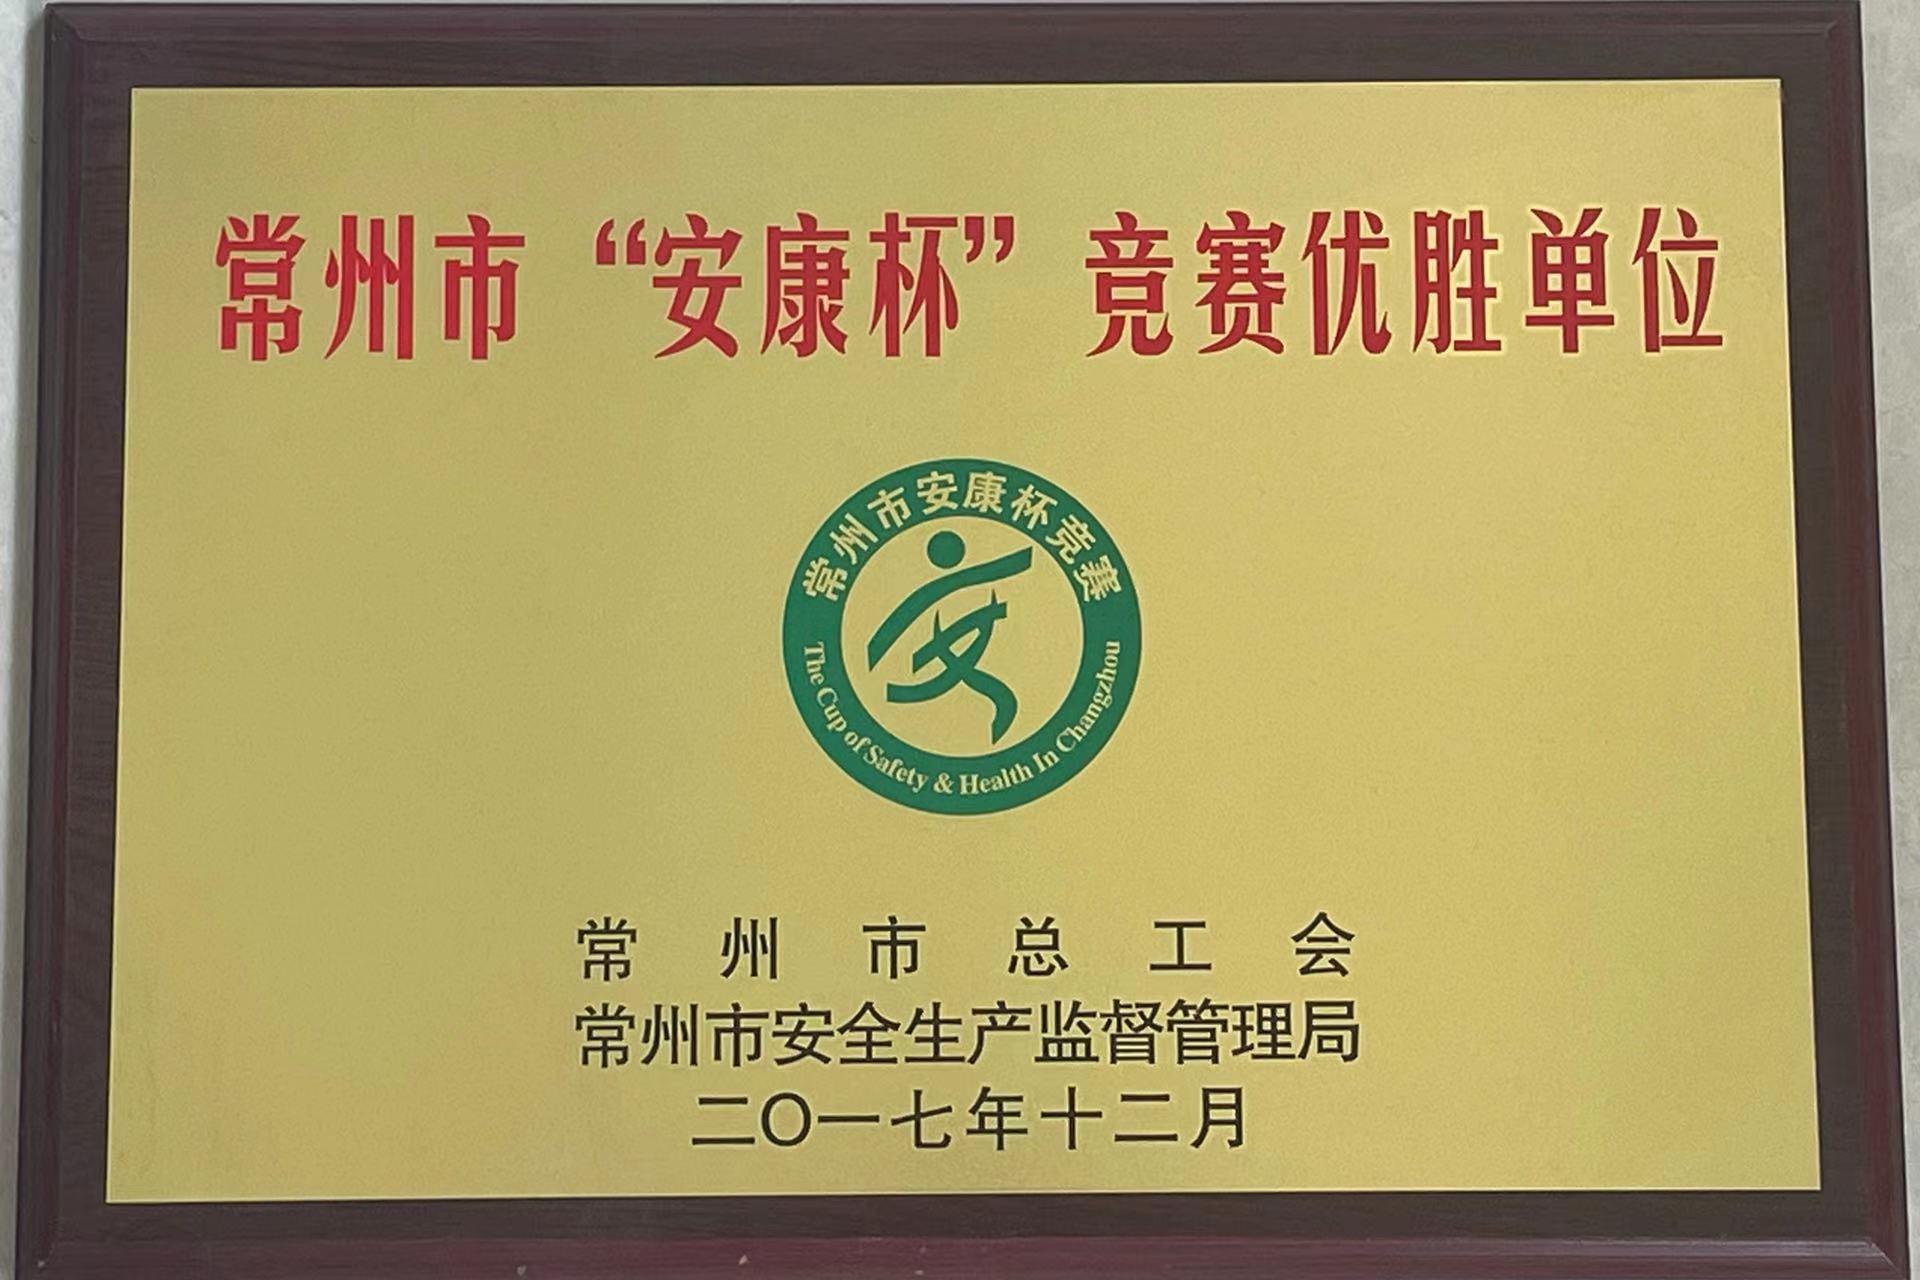 常州市“安康杯”竞赛优胜单位
常州市安康杯竞赛
The Cup of Safety & Health In Changzhou
常州市总工会
常州市安全生产监督管理局
二〇一七年十二月